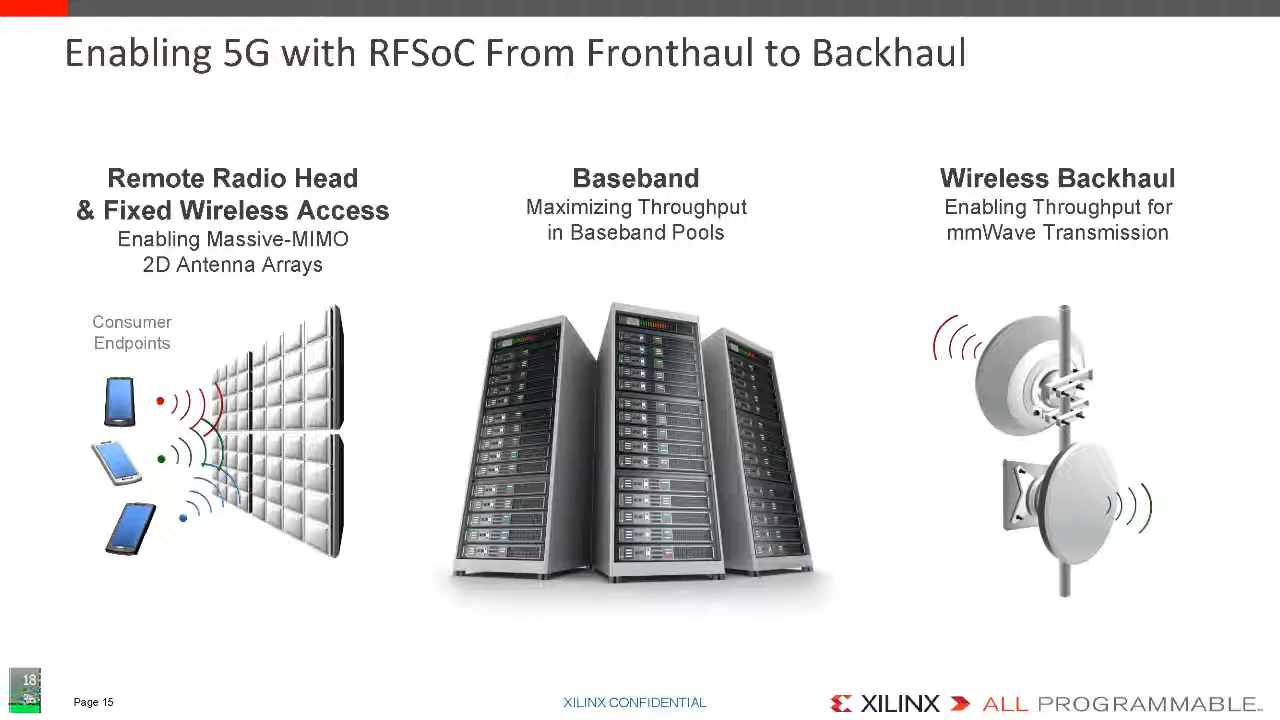 Enabling 5G with RFSoC From Fronthaul to Backhaul
Remote Radio Head
& Fixed Wireless Access
Enabling Massive-MIMO
2D Antenna Arrays
Consumer
Endpoints
Baseband
Maximizing Throughput
in Baseband Pools
Wireless Backhaul
Enabling Throughput for
mmWave Transmission
18
Page 15
XILINX CONFIDENTIAL
XILINX ALL PROGRAMMABLE™